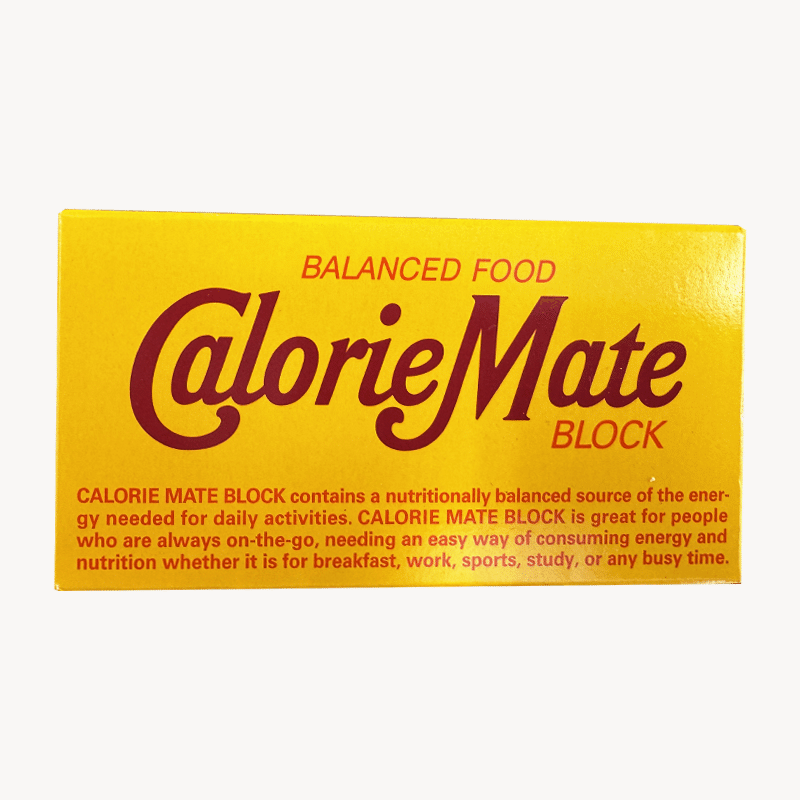 BALANCED FOOD
CalorieMate
BLOCK
CALORIE MATE BLOCK contains a nutritionally balanced source of the ener-
gy needed for daily activities. CALORIE MATE BLOCK is great for people
who are always on-the-go, needing an easy way of consuming energy and
nutrition whether it is for breakfast, work, sports, study, or any busy time.